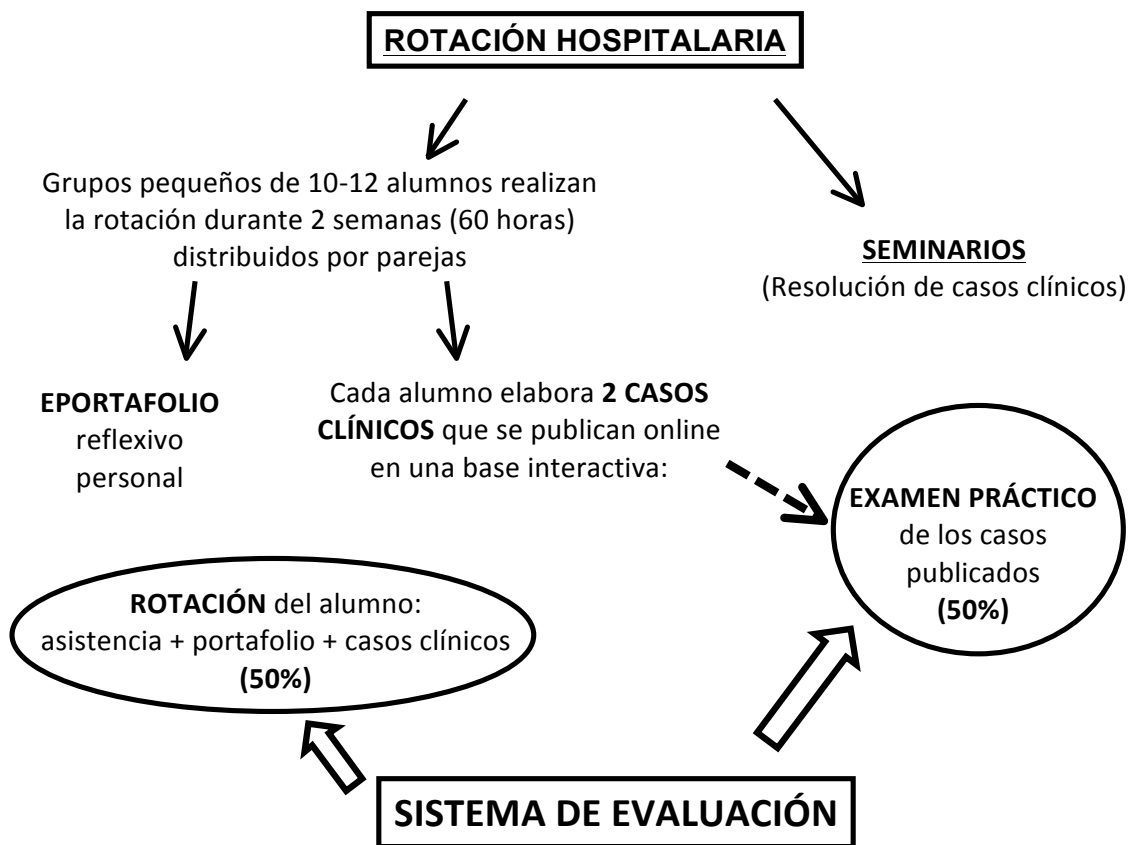 ROTACIÓN HOSPITALARIA
Grupos pequeños de 10-12 alumnos realizan
la rotación durante 2 semanas (60 horas)
distribuidos por parejas
SEMINARIOS
(Resolución de casos clínicos)
EPORTAFOLIO
reflexivo
personal
Cada alumno elabora 2 CASOS
CLÍNICOS que se publican online
en una base interactiva:
EXAMEN PRÁCTICO
de los casos
publicados
(50%)
ROTACIÓN del alumno:
asistencia + portafolio + casos clínicos
(50%)
SISTEMA DE EVALUACIÓN